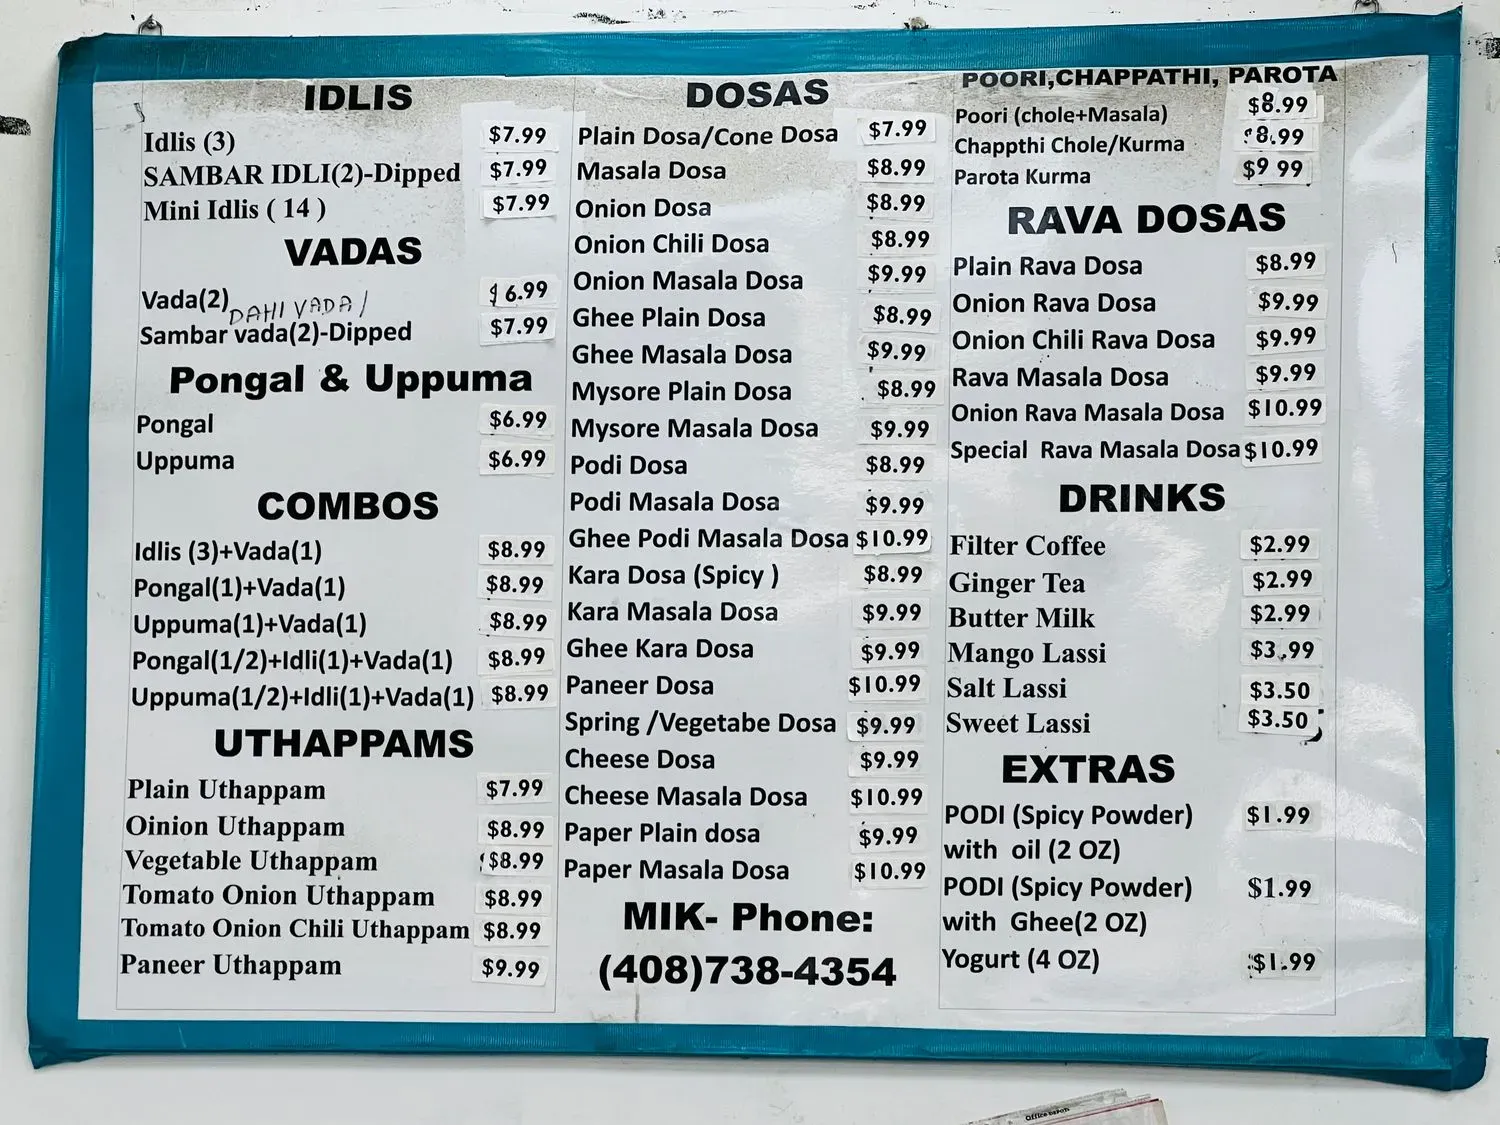 IDLIS
Idlis (3) $7.99
SAMBAR IDLI(2)-Dipped $7.99
Mini Idlis ( 14 ) $7.99
VADAS
Vada(2) $6.99
DAHI VADA/
Sambar vada(2)-Dipped $7.99
Pongal & Uppuma
Pongal $6.99
Uppuma $6.99
COMBOS
Idlis (3)+Vada(1) $8.99
Pongal(1)+Vada(1) $8.99
Uppuma(1)+Vada(1) $8.99
Pongal(1/2)+Idli(1)+Vada(1) $8.99
Uppuma(1/2)+Idli(1)+Vada(1) $8.99
UTHAPPAMS
Plain Uthappam $7.99
Oinion Uthappam $8.99
Vegetable Uthappam $8.99
Tomato Onion Uthappam $8.99
Tomato Onion Chili Uthappam $8.99
Paneer Uthappam $9.99
DOSAS
Plain Dosa/Cone Dosa $7.99
Masala Dosa $8.99
Onion Dosa $8.99
Onion Chili Dosa $8.99
Onion Masala Dosa $9.99
Ghee Plain Dosa $8.99
Ghee Masala Dosa $9.99
Mysore Plain Dosa $8.99
Mysore Masala Dosa $9.99
Podi Dosa $8.99
Podi Masala Dosa $9.99
Ghee Podi Masala Dosa $10.99
Kara Dosa (Spicy ) $8.99
Kara Masala Dosa $9.99
Ghee Kara Dosa $9.99
Paneer Dosa $10.99
Spring /Vegetabe Dosa $9.99
Cheese Dosa $9.99
Cheese Masala Dosa $10.99
Paper Plain dosa $9.99
Paper Masala Dosa $10.99
MIK- Phone:
(408)738-4354
POORI,CHAPPATHI, PAROTA
Poori (chole+Masala) $8.99
Chappthi Chole/Kurma $8.99
Parota Kurma $9 99
RAVA DOSAS
Plain Rava Dosa $8.99
Onion Rava Dosa $9.99
Onion Chili Rava Dosa $9.99
Rava Masala Dosa $9.99
Onion Rava Masala Dosa $10.99
Special Rava Masala Dosa $10.99
DRINKS
Filter Coffee $2.99
Ginger Tea $2.99
Butter Milk $2.99
Mango Lassi $3.99
Salt Lassi $3.50
Sweet Lassi $3.50
EXTRAS
PODI (Spicy Powder) $1.99
with oil (2 OZ)
PODI (Spicy Powder) $1.99
with Ghee(2 OZ)
Yogurt (4 OZ) $1.99
Office DEPOT